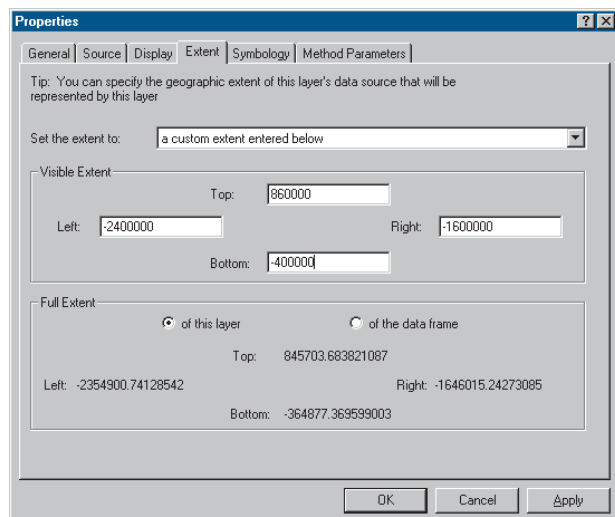 Properties
General Source Display Extent Symbology Method Parameters
Tip: You can specify the geographic extent of this layer's data source that will be
represented by this layer
Set the extent to: a custom extent entered below
Visible Extent
Top: 860000
Left: -2400000 Right: -1600000
Bottom: -400000
Full Extent
of this layer of the data frame
Top: 845703.683821087
Left: -2354900.74128542 Right: -1646015.24273085
Bottom: -364877.369599003
OK Cancel Apply